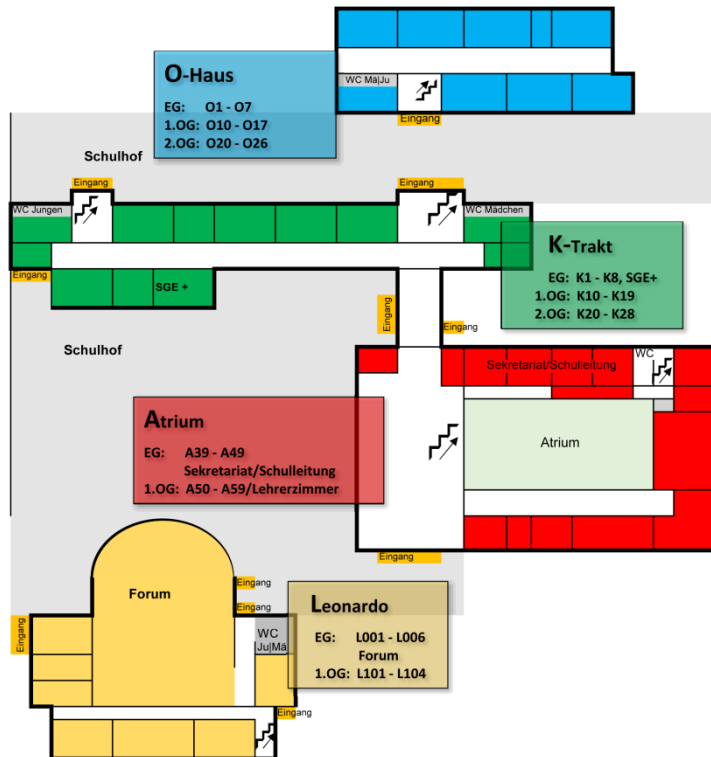 O-Haus
EG: O1 - O7
1.OG: O10 - O17
2.OG: O20 - O26
WC Mä|Ju
Eingang
Schulhof
Eingang
Eingang
WC Jungen
WC Mädchen
K-Trakt
EG: K1 - K8, SGE+
1.OG: K10 - K19
2.OG: K20 - K28
Eingang
SGE +
Eingang
Eingang
Schulhof
Sekretariat/Schulleitung
WC
Atrium
EG: A39 - A49
Sekretariat/Schulleitung
1.OG: A50 - A59/Lehrerzimmer
Atrium
Eingang
Forum
Eingang
Eingang
Eingang
WC
Ju|Mä
Leonardo
EG: L001 - L006
Forum
1.OG: L101 - L104
Eingang